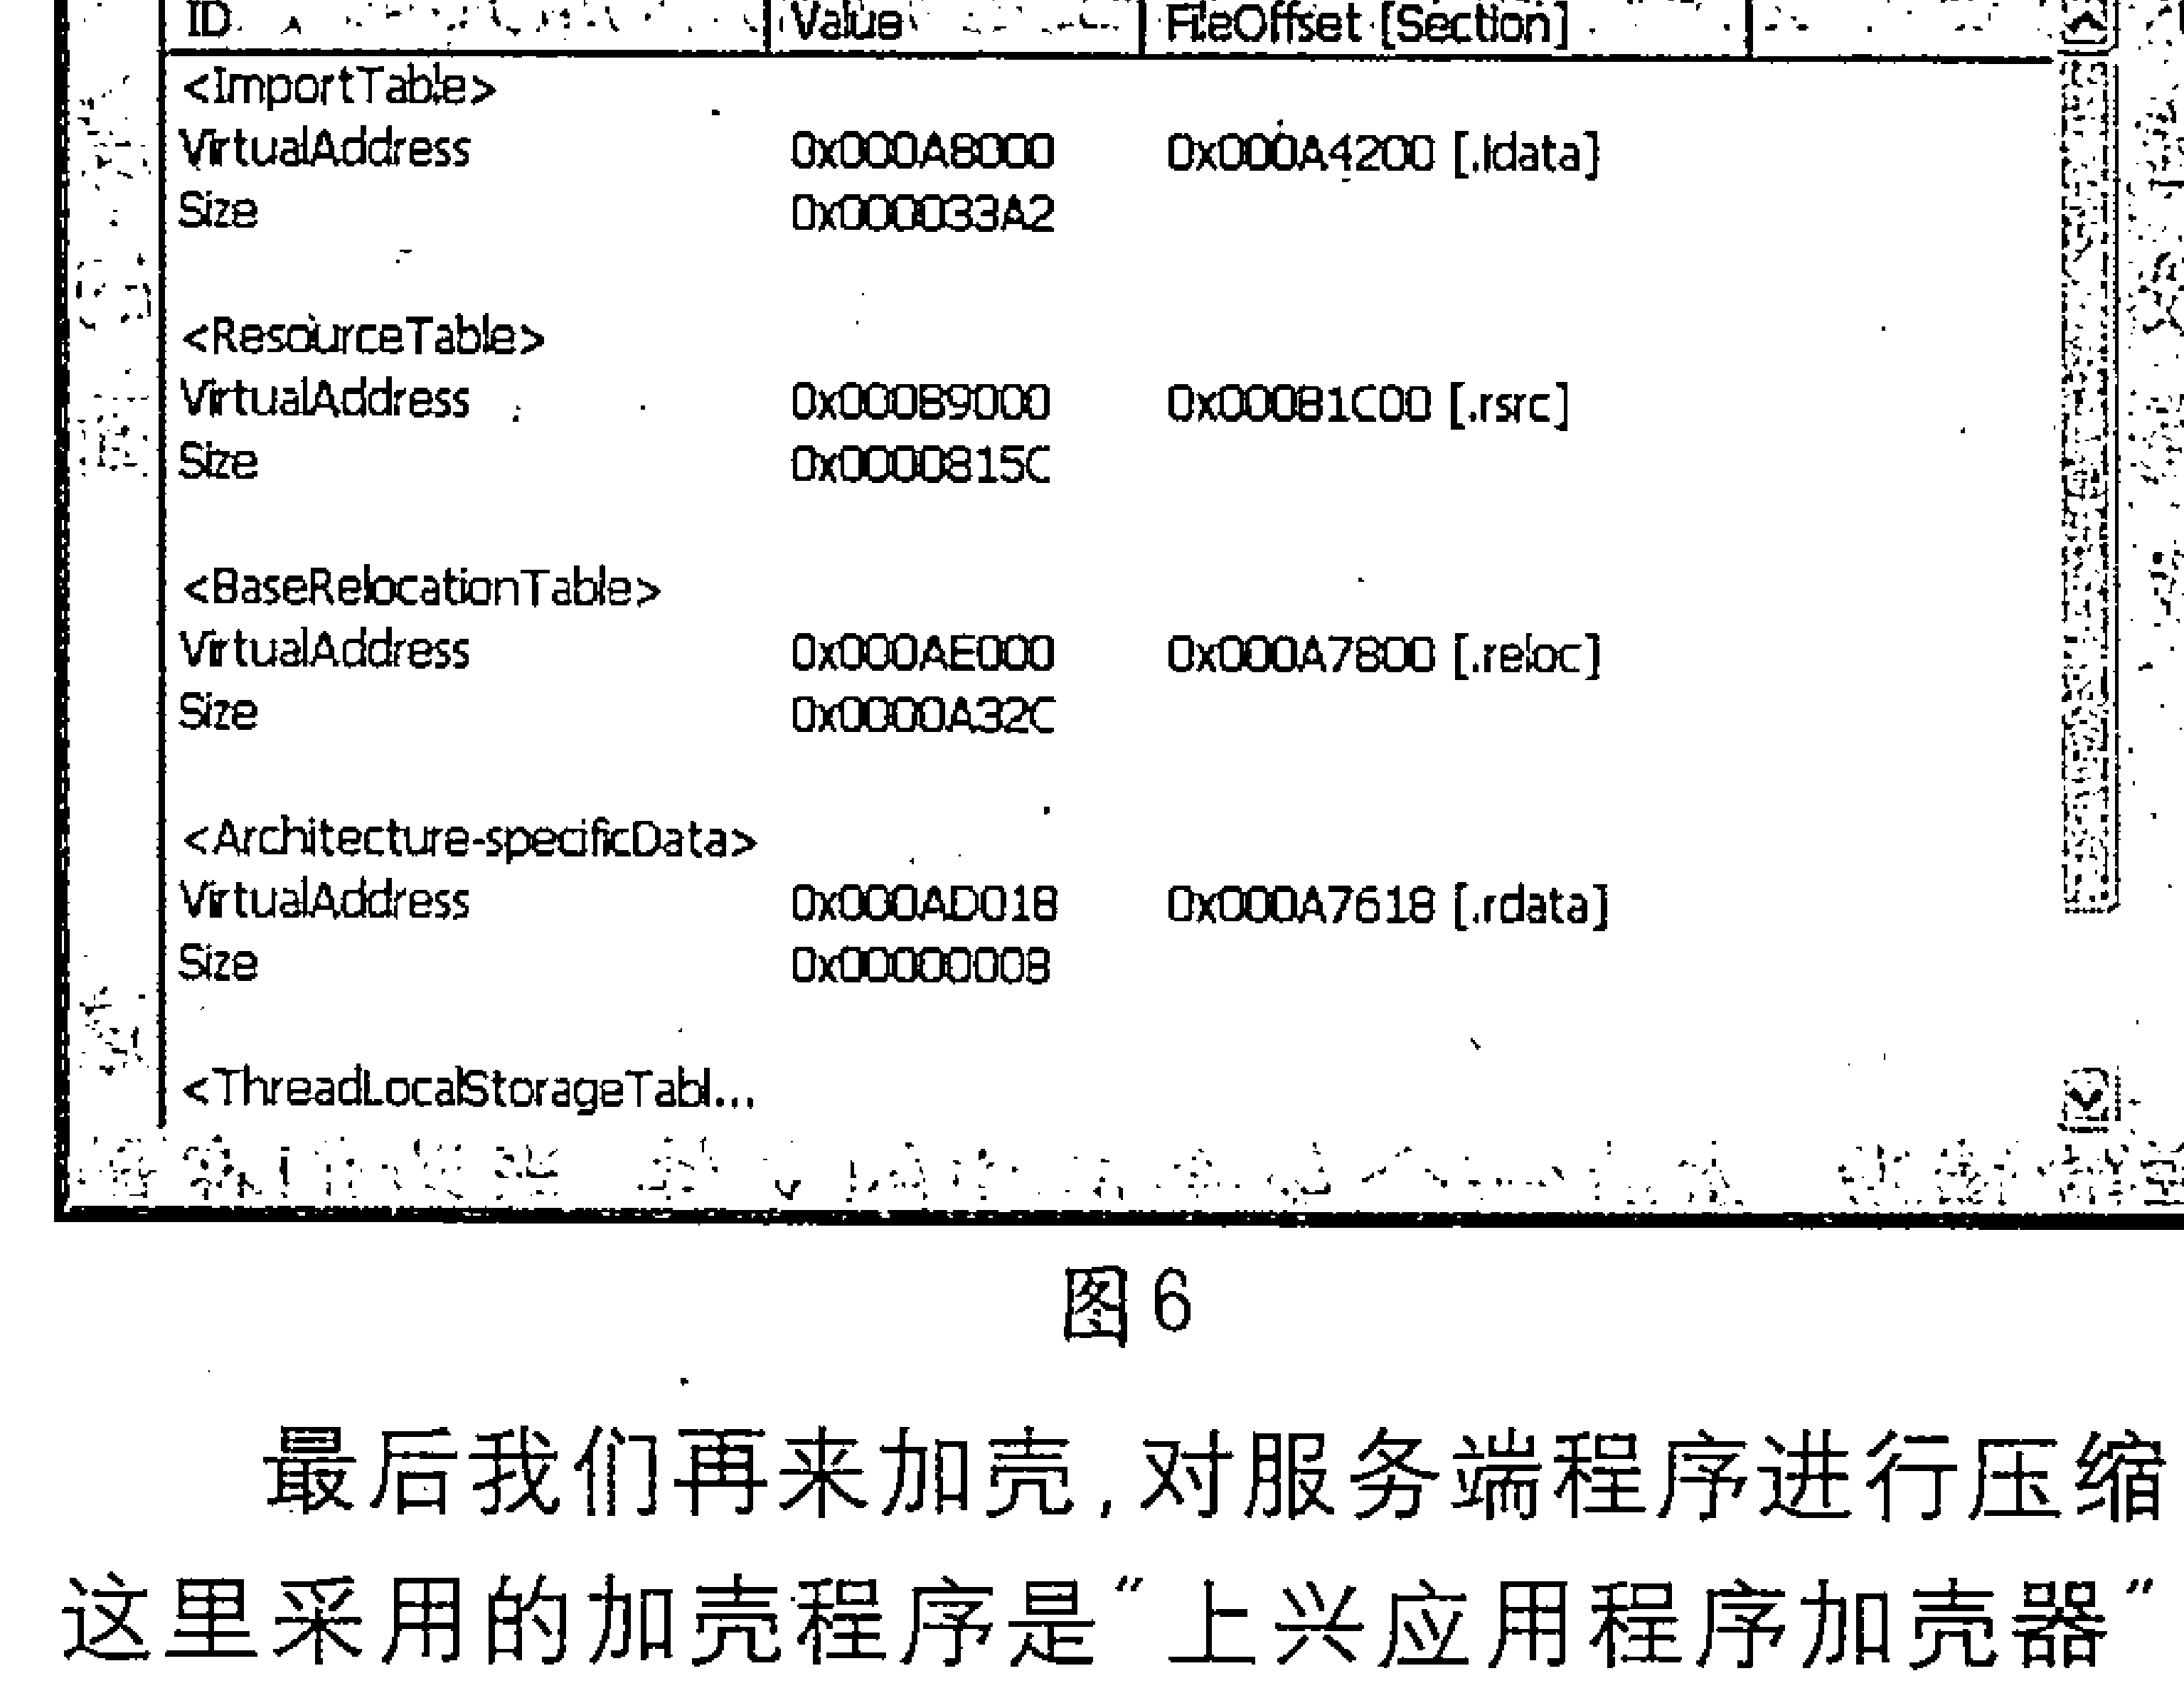 ID Value FileOffset [Section]
<ImportTable>
VirtualAddress 0x000A8000 0x000A4200 [.idata]
Size 0x000033A2
<ResourceTable>
VirtualAddress 0x000B9000 0x000B1C00 [.rsrc]
Size 0x0000815C
<BaseRelocationTable>
VirtualAddress 0x000AE000 0x000A7800 [.reloc]
Size 0x0000A32C
<Architecture-specificData>
VirtualAddress 0x000AD018 0x000A7618 [.rdata]
Size 0x00000008
<ThreadLocalStorageTabl...
图6
最后我们再来加壳,对服务端程序进行压缩
这里采用的加壳程序是"上兴应用程序加壳器"